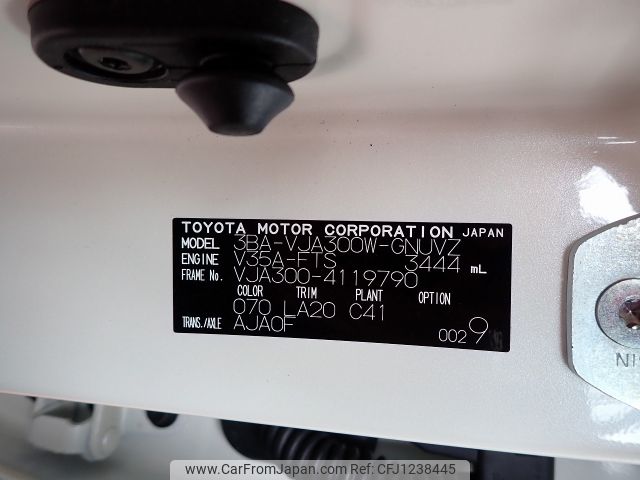 TOYOTA MOTOR CORPORATION JAPAN
MODEL 3BA-VJA300W-GNUVZ
ENGINE V35A-FTS 3444 mL
FRAME No. VJA300-4119790
COLOR TRIM PLANT OPTION
070 LA20 C41
TRANS./AXLE AJA0F
0029
NI
www.CarFromJapan.com | CFJ1238445